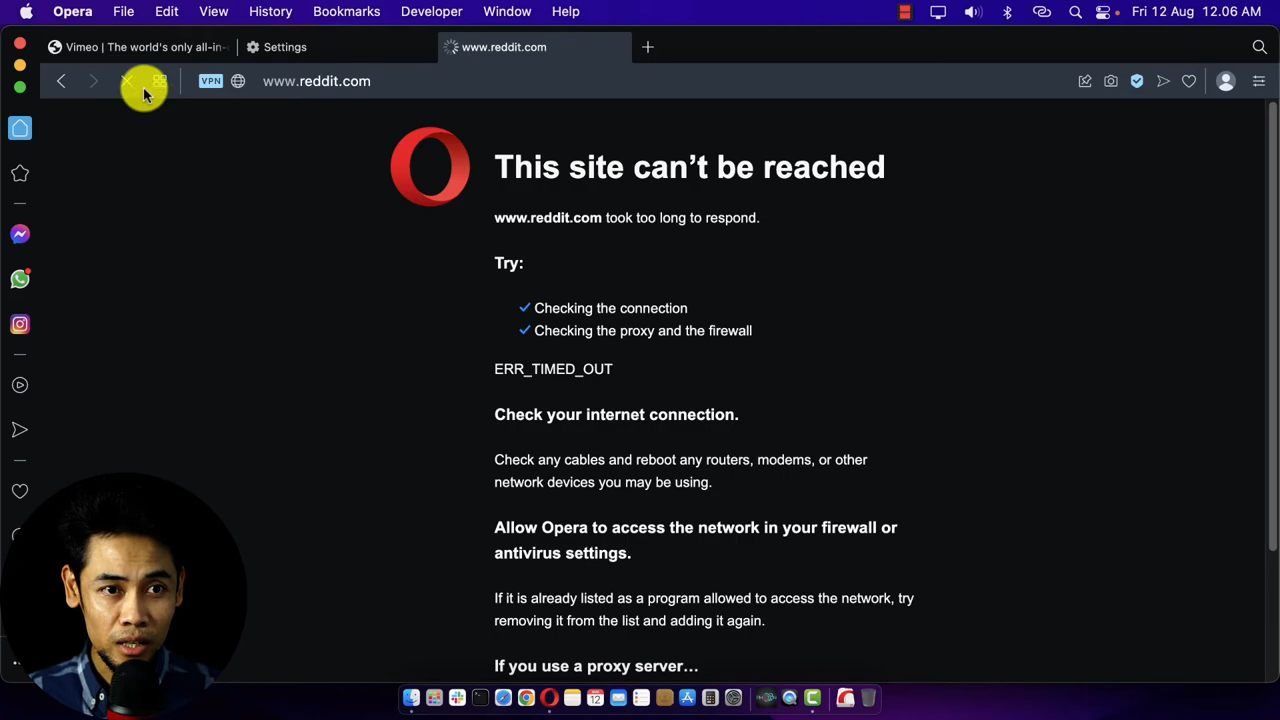 Opera File Edit View History Bookmarks Developer Window Help Fri 12 Aug 12.06 AM
Vimeo | The world's only all-in- Settings www.reddit.com
VPN www.reddit.com
This site can’t be reached
www.reddit.com took too long to respond.
Try:
Checking the connection
Checking the proxy and the firewall
ERR_TIMED_OUT
Check your internet connection.
Check any cables and reboot any routers, modems, or other
network devices you may be using.
Allow Opera to access the network in your firewall or
antivirus settings.
If it is already listed as a program allowed to access the network, try
removing it from the list and adding it again.
If you use a proxy server…
12